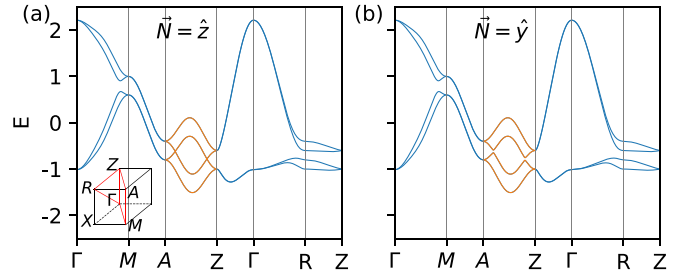 (a)
N⃗ = ẑ
2
1
0
-1
-2
E
Z
R
Γ
A
X
M
Γ M A Z Γ R Z
(b)
N⃗ = ŷ
Γ M A Z Γ R Z